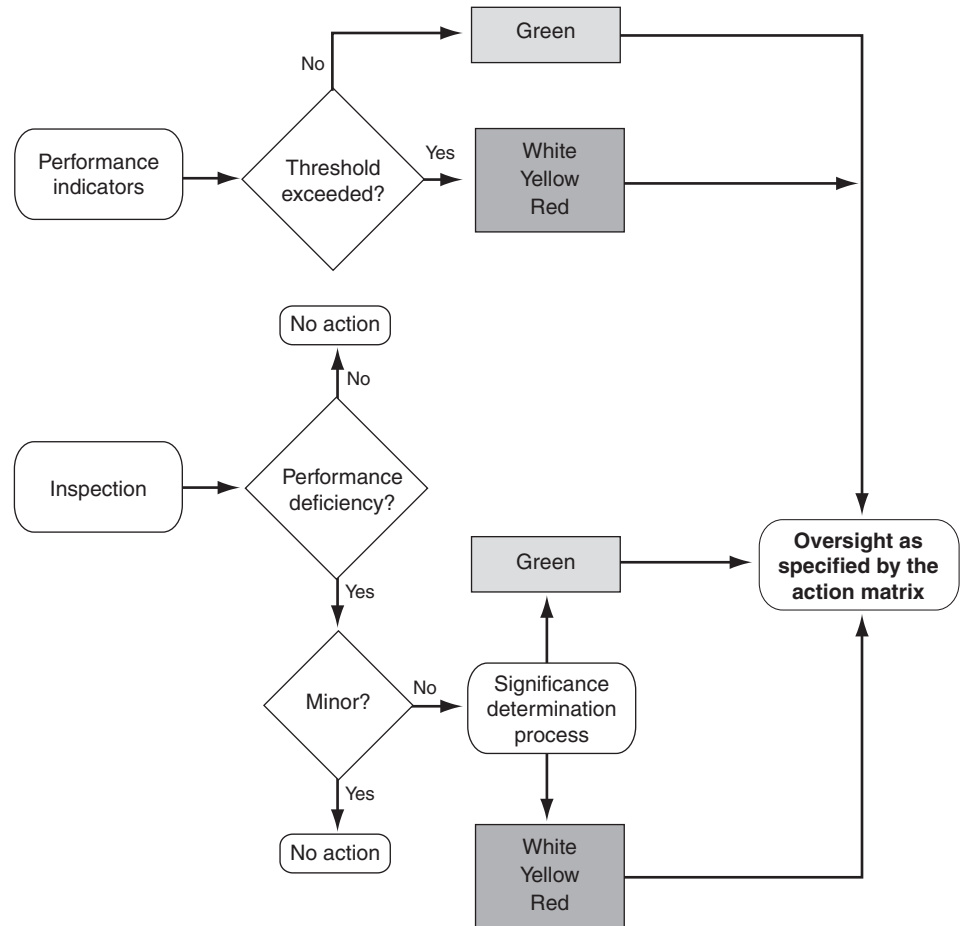 Green
No
Performance
indicators
Threshold
exceeded?
Yes
White
Yellow
Red
No action
No
Inspection
Performance
deficiency?
Yes
Green
Oversight as
specified by the
action matrix
Minor?
No
Significance
determination
process
Yes
No action
White
Yellow
Red